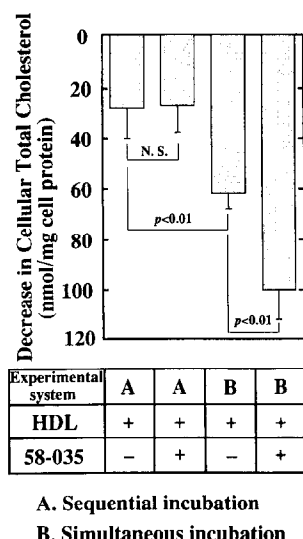 Decrease in Cellular Total Cholesterol
(nmol/mg cell protein)
0
20
40
60
80
100
120
N. S.
p<0.01
p<0.01
Experimental system A A B B
HDL + + + +
58-035 − + − +
A. Sequential incubation
B. Simultaneous incubation